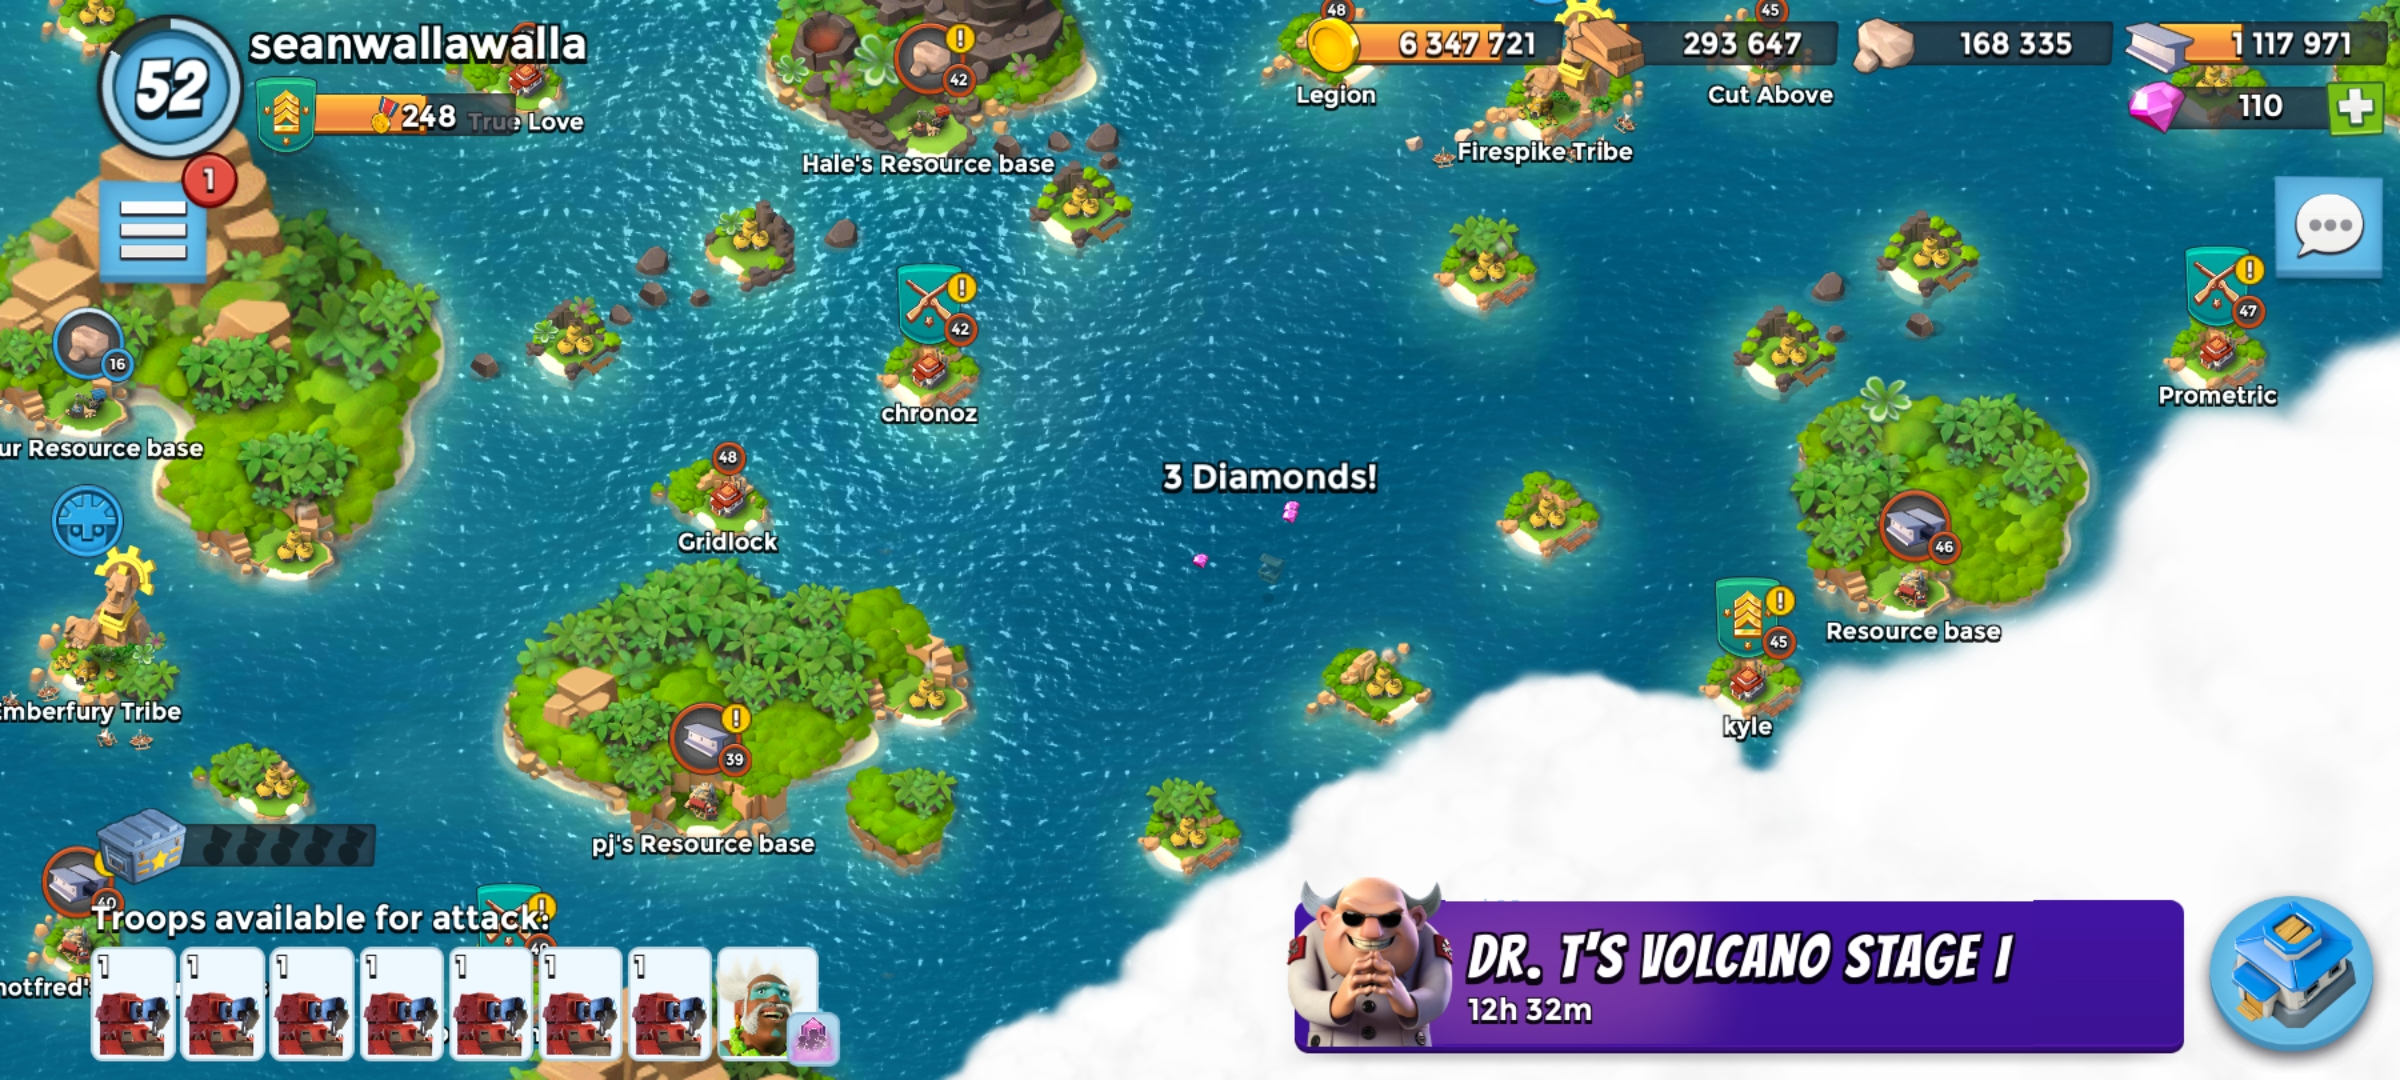 52
seanwallawalla
248
True Love
1
42
Hale's Resource base
48
Legion
6 347 721
Firespike Tribe
293 647
45
Cut Above
168 335
1 117 971
110
42
chronoz
47
Prometric
16
ur Resource base
48
Gridlock
3 Diamonds!
46
Resource base
45
kyle
mberfury Tribe
39
pj's Resource base
40
Troops available for attack:
40
notfred's
1 1 1 1 1 1 1
DR. T'S VOLCANO STAGE I
12h 32m